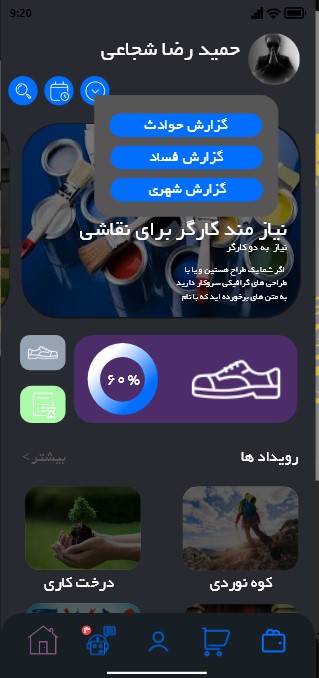 9:20
حمید رضا شجاعی
گزارش حوادث
گزارش فساد
گزارش شهری
نیاز مند کارگر برای نقاشی
نیاز به دو کارگر
اگر شما یک طراح هستین و یا با
طراحی های گرافیکی سروکار دارید
به متن های برخورده اید که با نام
۶۰%
رویداد ها
بیشتر >
کوه نوردی
درخت کاری